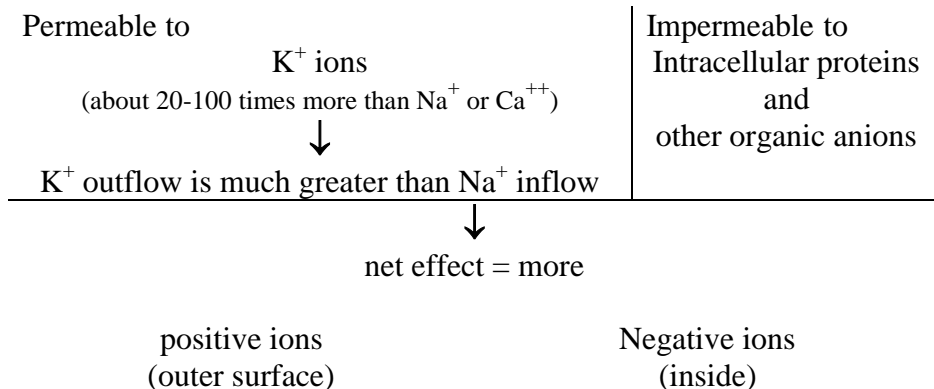 Permeable to
K⁺ ions
(about 20-100 times more than Na⁺ or Ca⁺⁺)
K⁺ outflow is much greater than Na⁺ inflow
Impermeable to
Intracellular proteins
and
other organic anions
net effect = more
positive ions
(outer surface)
Negative ions
(inside)